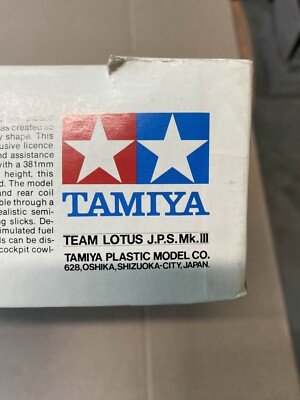 as created so
y shape. This
usive licence
nd assistance
with a 381mm
height, this
d. The model
and rear coil
ble through a
ealistic semi-
ng slicks. De-
imulated fuel
ls can be dis-
cockpit cowl-
TAMIYA
TEAM LOTUS J.P.S. Mk.III
TAMIYA PLASTIC MODEL CO.
628, OSHIKA, SHIZUOKA-CITY, JAPAN.